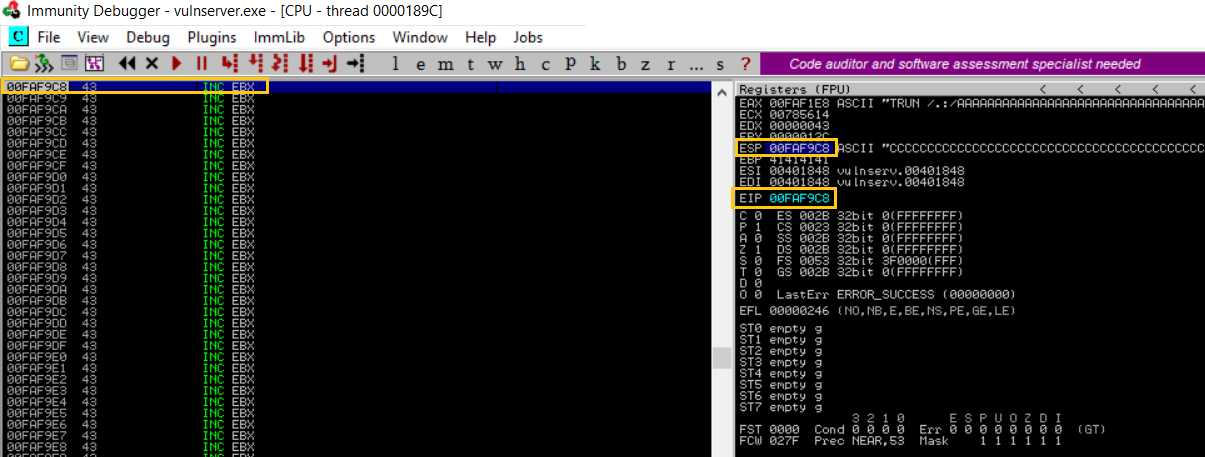 Immunity Debugger - vulnserver.exe - [CPU - thread 0000189C]
C File View Debug Plugins ImmLib Options Window Help Jobs
l e m t w h c P k b z r ... s ? Code auditor and software assessment specialist needed
00FAF9C8 43 INC EBX
00FAF9C9 43 INC EBX
00FAF9CA 43 INC EBX
00FAF9CB 43 INC EBX
00FAF9CC 43 INC EBX
00FAF9CD 43 INC EBX
00FAF9CE 43 INC EBX
00FAF9CF 43 INC EBX
00FAF9D0 43 INC EBX
00FAF9D1 43 INC EBX
00FAF9D2 43 INC EBX
00FAF9D3 43 INC EBX
00FAF9D4 43 INC EBX
00FAF9D5 43 INC EBX
00FAF9D6 43 INC EBX
00FAF9D7 43 INC EBX
00FAF9D8 43 INC EBX
00FAF9D9 43 INC EBX
00FAF9DA 43 INC EBX
00FAF9DB 43 INC EBX
00FAF9DC 43 INC EBX
00FAF9DD 43 INC EBX
00FAF9DE 43 INC EBX
00FAF9DF 43 INC EBX
00FAF9E0 43 INC EBX
00FAF9E1 43 INC EBX
00FAF9E2 43 INC EBX
00FAF9E3 43 INC EBX
00FAF9E4 43 INC EBX
00FAF9E5 43 INC EBX
00FAF9E6 43 INC EBX
00FAF9E7 43 INC EBX
00FAF9E8 43 INC EBX
Registers (FPU) < < < < <
EAX 00FAF1E8 ASCII "TRUN /.:/AAAAAAAAAAAAAAAAAAAAAAAAAAAAAAAAA
ECX 00785614
EDX 00000043
EBX 0000012C
ESP 00FAF9C8 ASCII "CCCCCCCCCCCCCCCCCCCCCCCCCCCCCCCCCCCCCCCCCC
EBP 41414141
ESI 00401848 vulnserv.00401848
EDI 00401848 vulnserv.00401848
EIP 00FAF9C8
C 0 ES 002B 32bit 0(FFFFFFFF)
P 1 CS 0023 32bit 0(FFFFFFFF)
A 0 SS 002B 32bit 0(FFFFFFFF)
Z 1 DS 002B 32bit 0(FFFFFFFF)
S 0 FS 0053 32bit 3F0000(FFF)
T 0 GS 002B 32bit 0(FFFFFFFF)
D 0
O 0 LastErr ERROR_SUCCESS (00000000)
EFL 00000246 (NO,NB,E,BE,NS,PE,GE,LE)
ST0 empty g
ST1 empty g
ST2 empty g
ST3 empty g
ST4 empty g
ST5 empty g
ST6 empty g
ST7 empty g
3 2 1 0 E S P U O Z D I
FST 0000 Cond 0 0 0 0 Err 0 0 0 0 0 0 0 0 (GT)
FCW 027F Prec NEAR,53 Mask 1 1 1 1 1 1